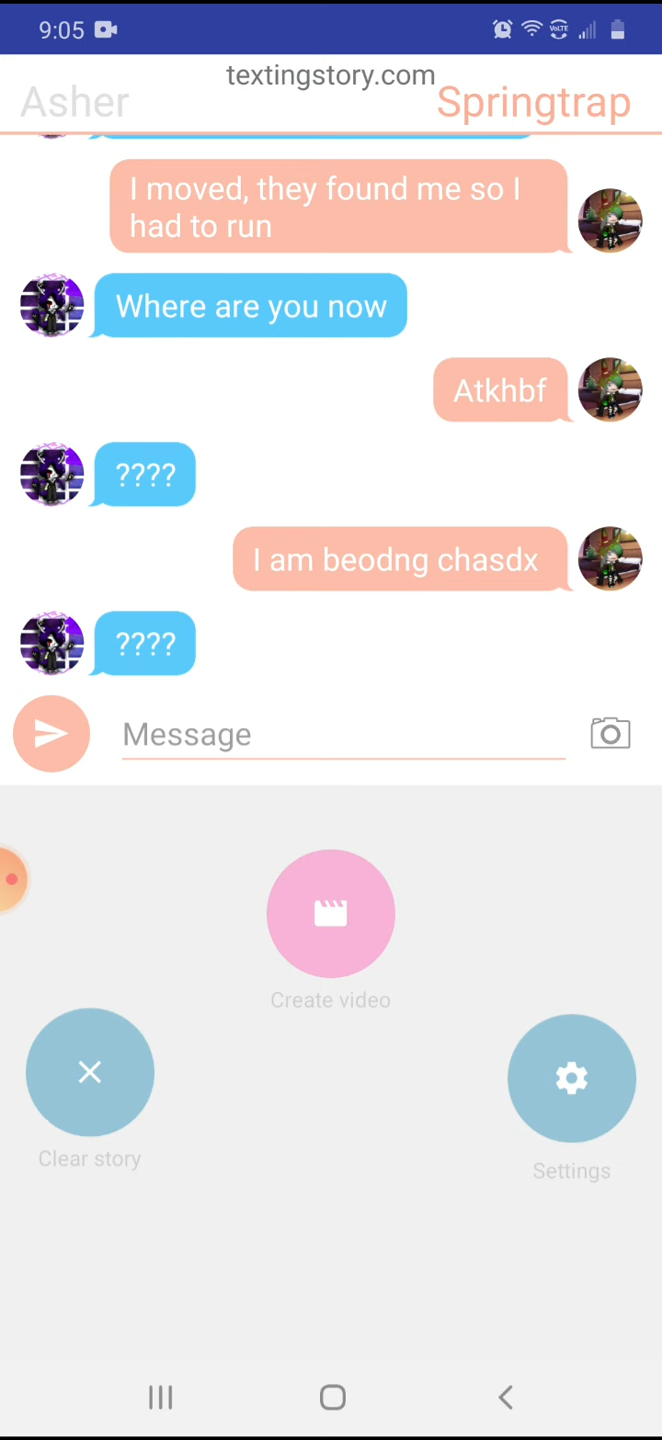 9:05
VoLTE
textingstory.com
Asher
Springtrap
I moved, they found me so I
had to run
Where are you now
Atkhbf
????
I am beodng chasdx
????
Message
Create video
Clear story
Settings